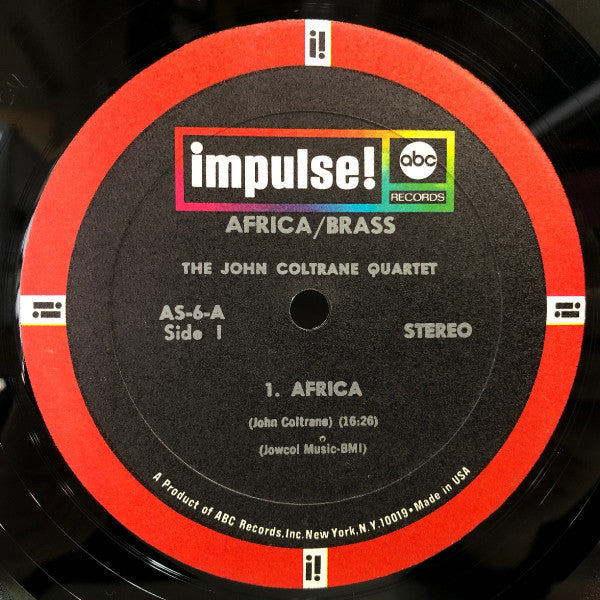 i!
impulse!
abc
RECORDS
AFRICA/BRASS
THE JOHN COLTRANE QUARTET
i!
i!
AS-6-A
Side 1
STEREO
1. AFRICA
(John Coltrane) (16:26)
(Jowcol Music-BMI)
A Product of ABC Records, Inc. New York, N.Y. 10019 • Made in USA
i!